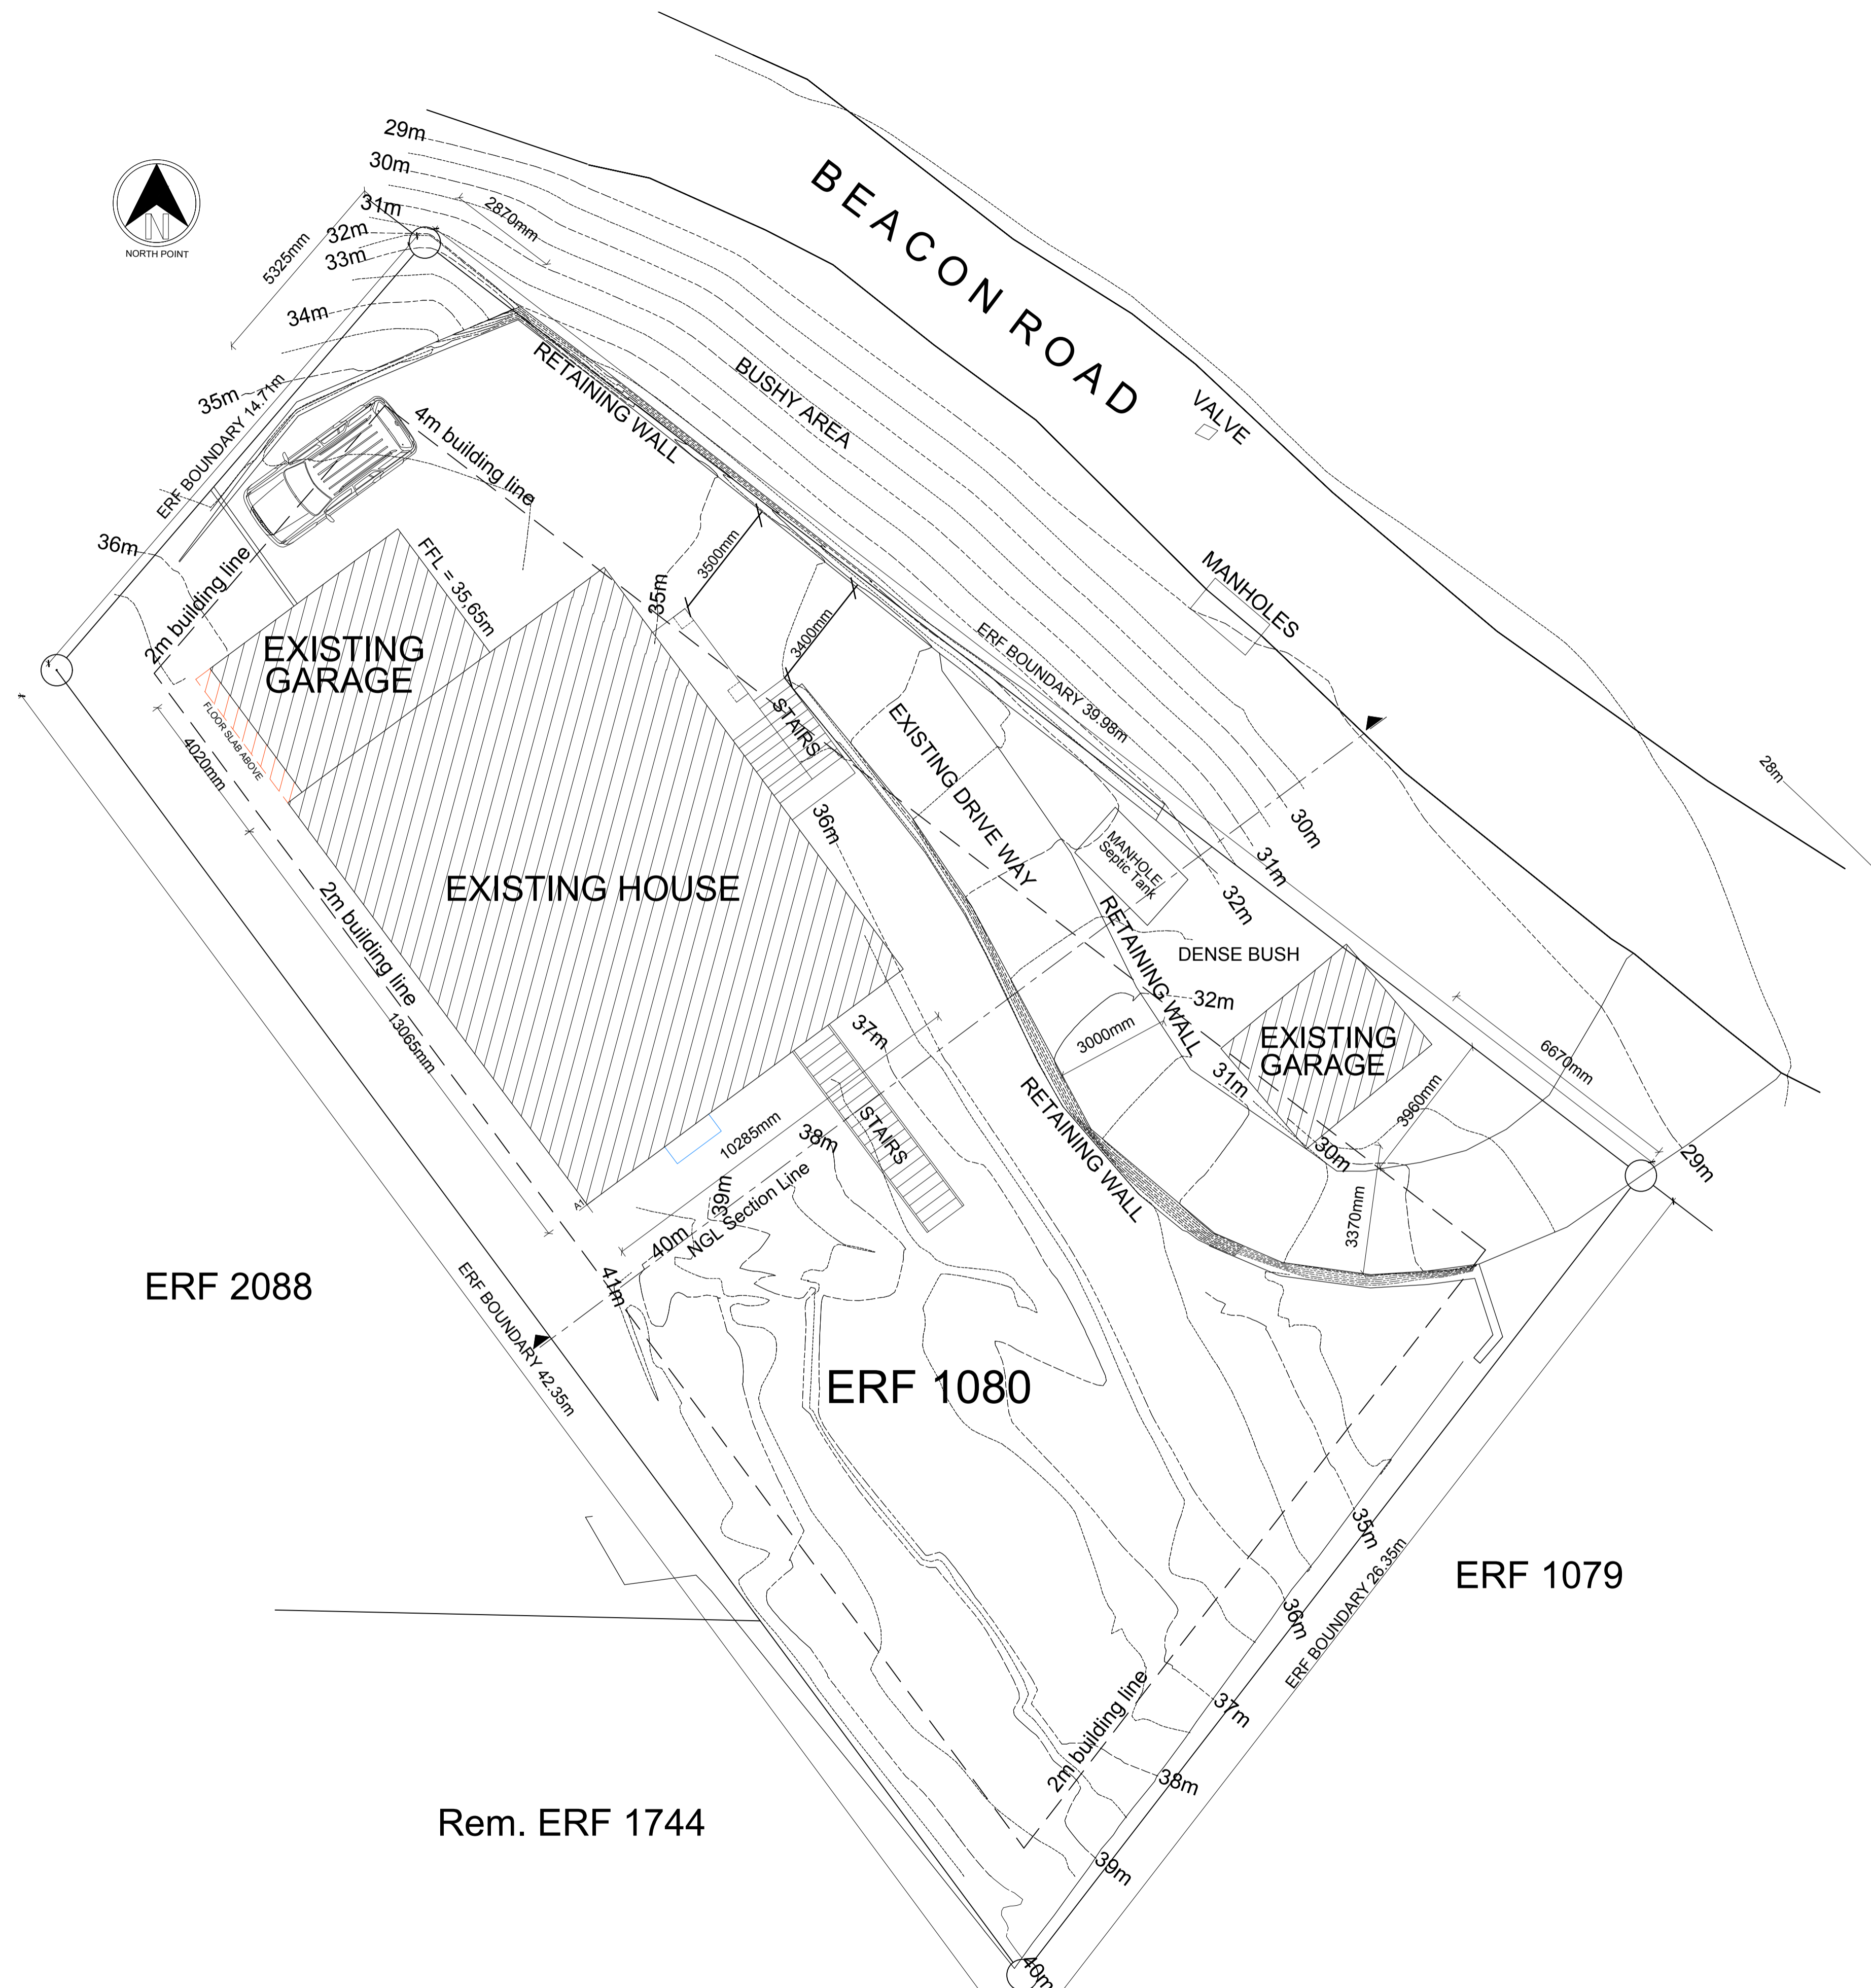 29m
30m
31m
32m
33m
34m
35m
36m
N
NORTH POINT
5325mm
2870mm
BEACON ROAD
VALVE
MANHOLES
28m
BUSHY AREA
RETAINING WALL
4m building line
ERF BOUNDARY 14.71m
2m building line
FFL = 35,65m
EXISTING
GARAGE
FLOOR SLAB ABOVE
4020mm
35m
3500mm
3400mm
STAIRS
ERF BOUNDARY 39.98m
EXISTING DRIVE WAY
36m
EXISTING HOUSE
MANHOLE
Septic Tank
30m
31m
32m
RETAINING WALL
DENSE BUSH
32m
2m building line
13065mm
37m
3000mm
31m
EXISTING
GARAGE
3960mm
6670mm
30m
29m
RETAINING WALL
3370mm
10285mm
38m
STAIRS
39m
40m
NGL Section Line
A1
41m
ERF 2088
ERF BOUNDARY 42.35m
ERF 1080
ERF 1079
35m
36m
ERF BOUNDARY 26.35m
37m
2m building line
38m
39m
40m
Rem. ERF 1744